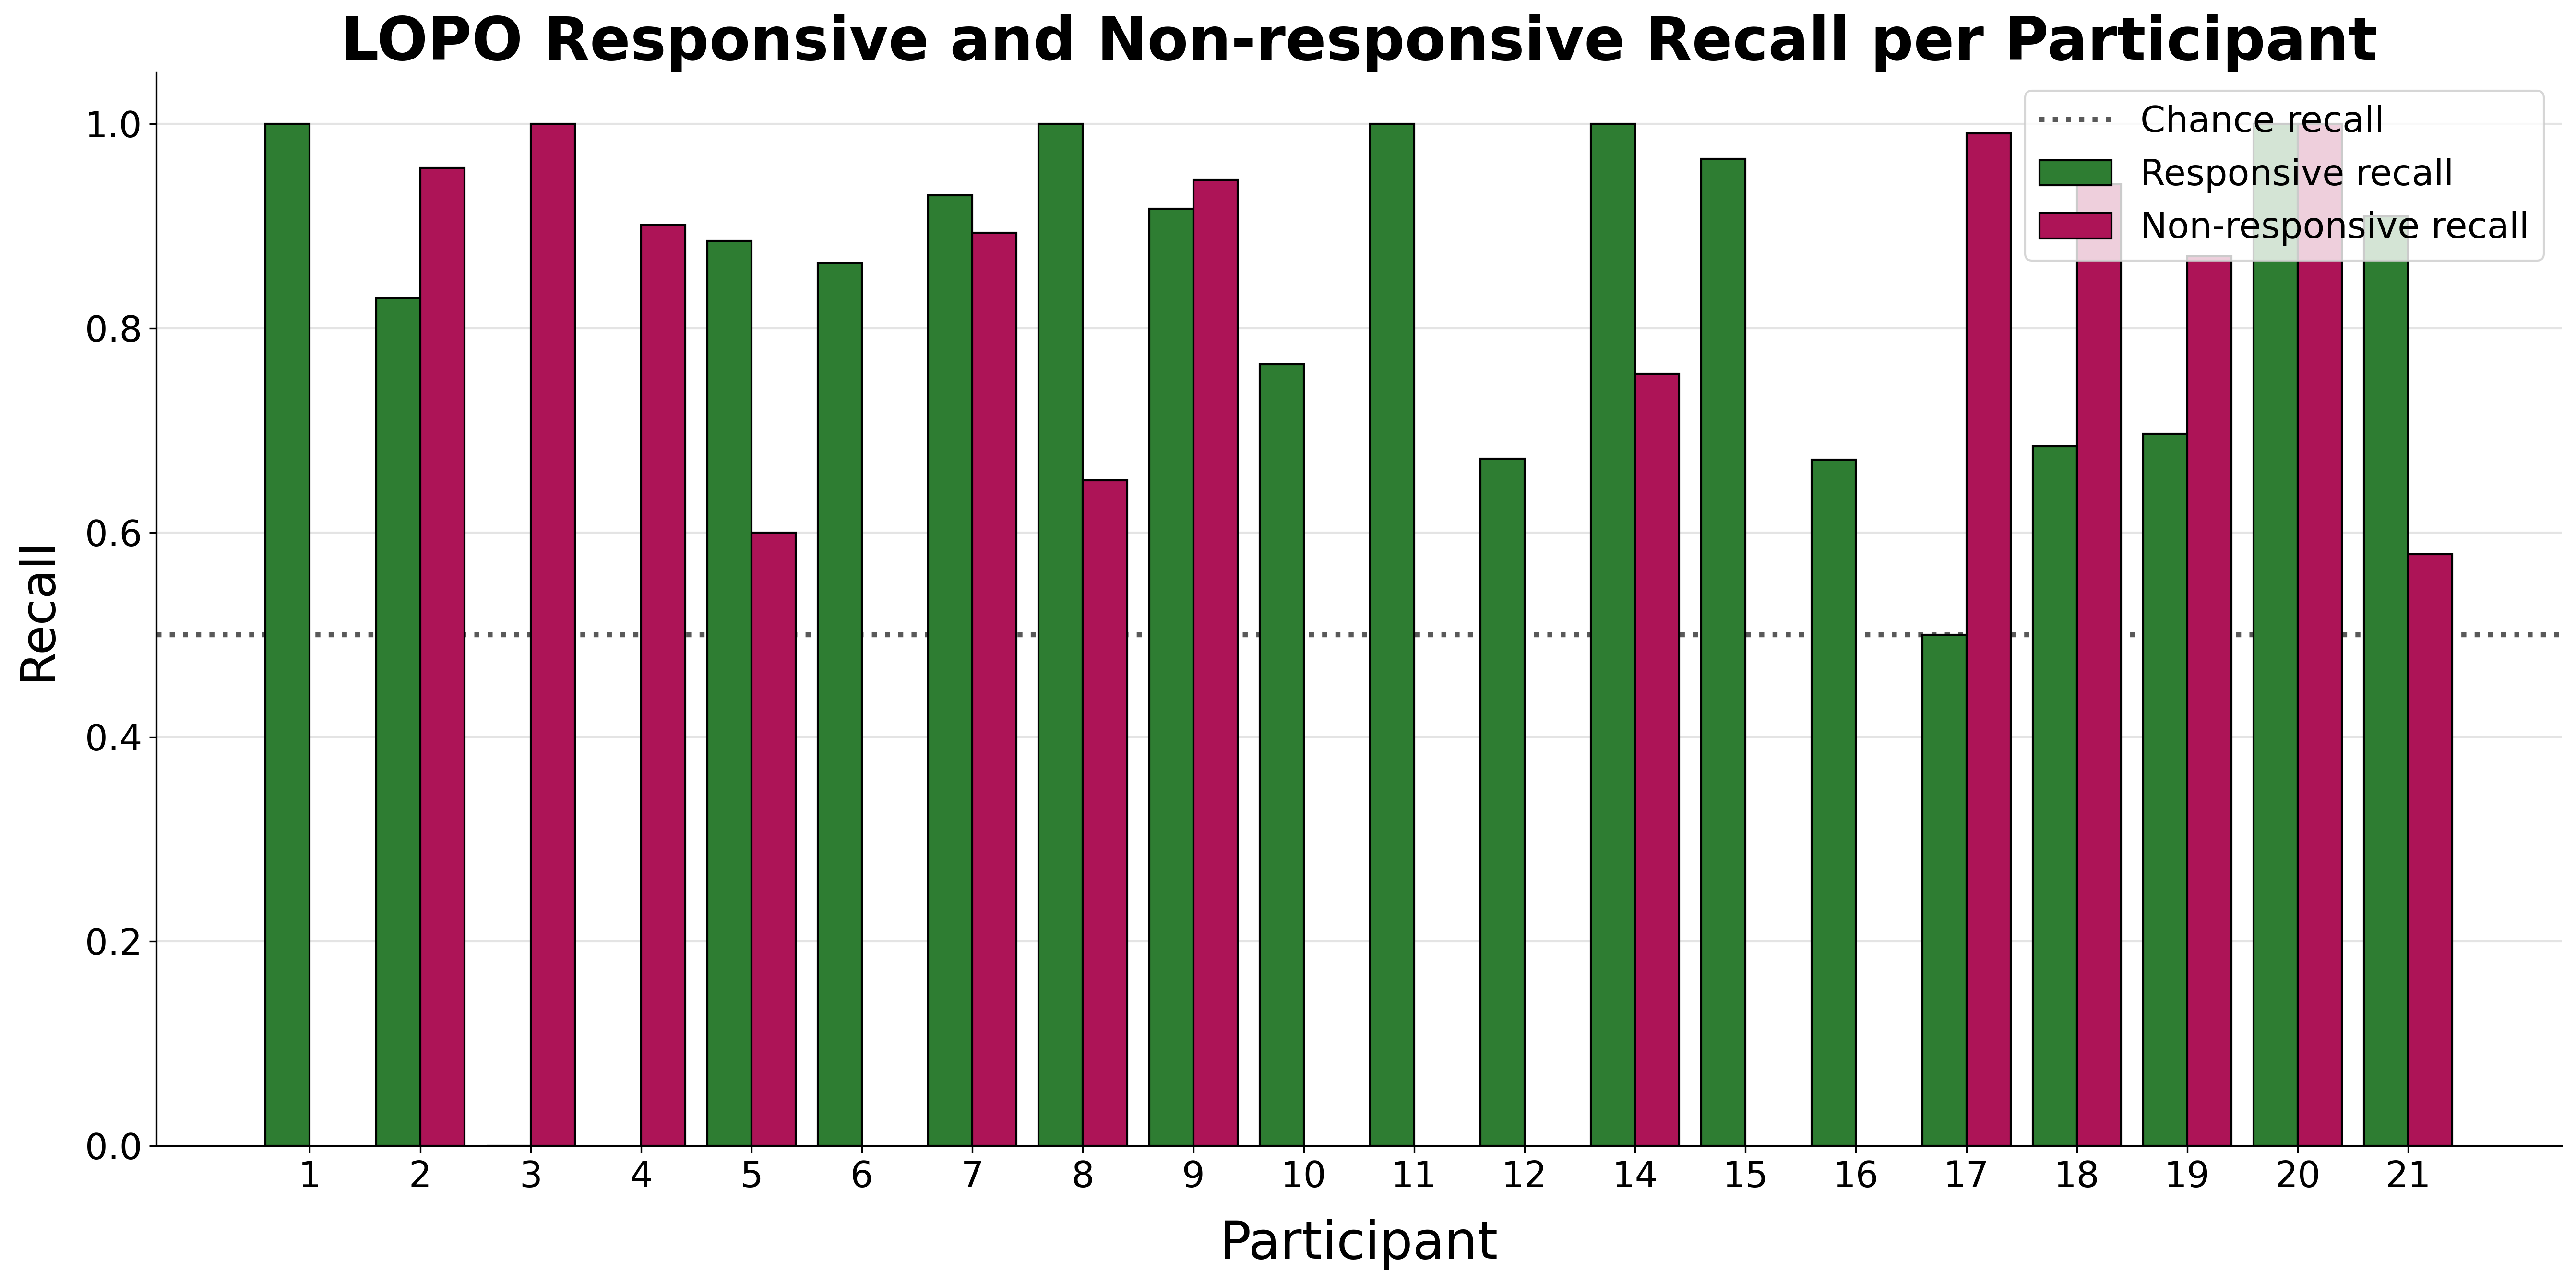 LOPO Responsive and Non-responsive Recall per Participant
Chance recall
Responsive recall
Non-responsive recall
Recall
1.0
0.8
0.6
0.4
0.2
0.0
1 2 3 4 5 6 7 8 9 10 11 12 14 15 16 17 18 19 20 21
Participant